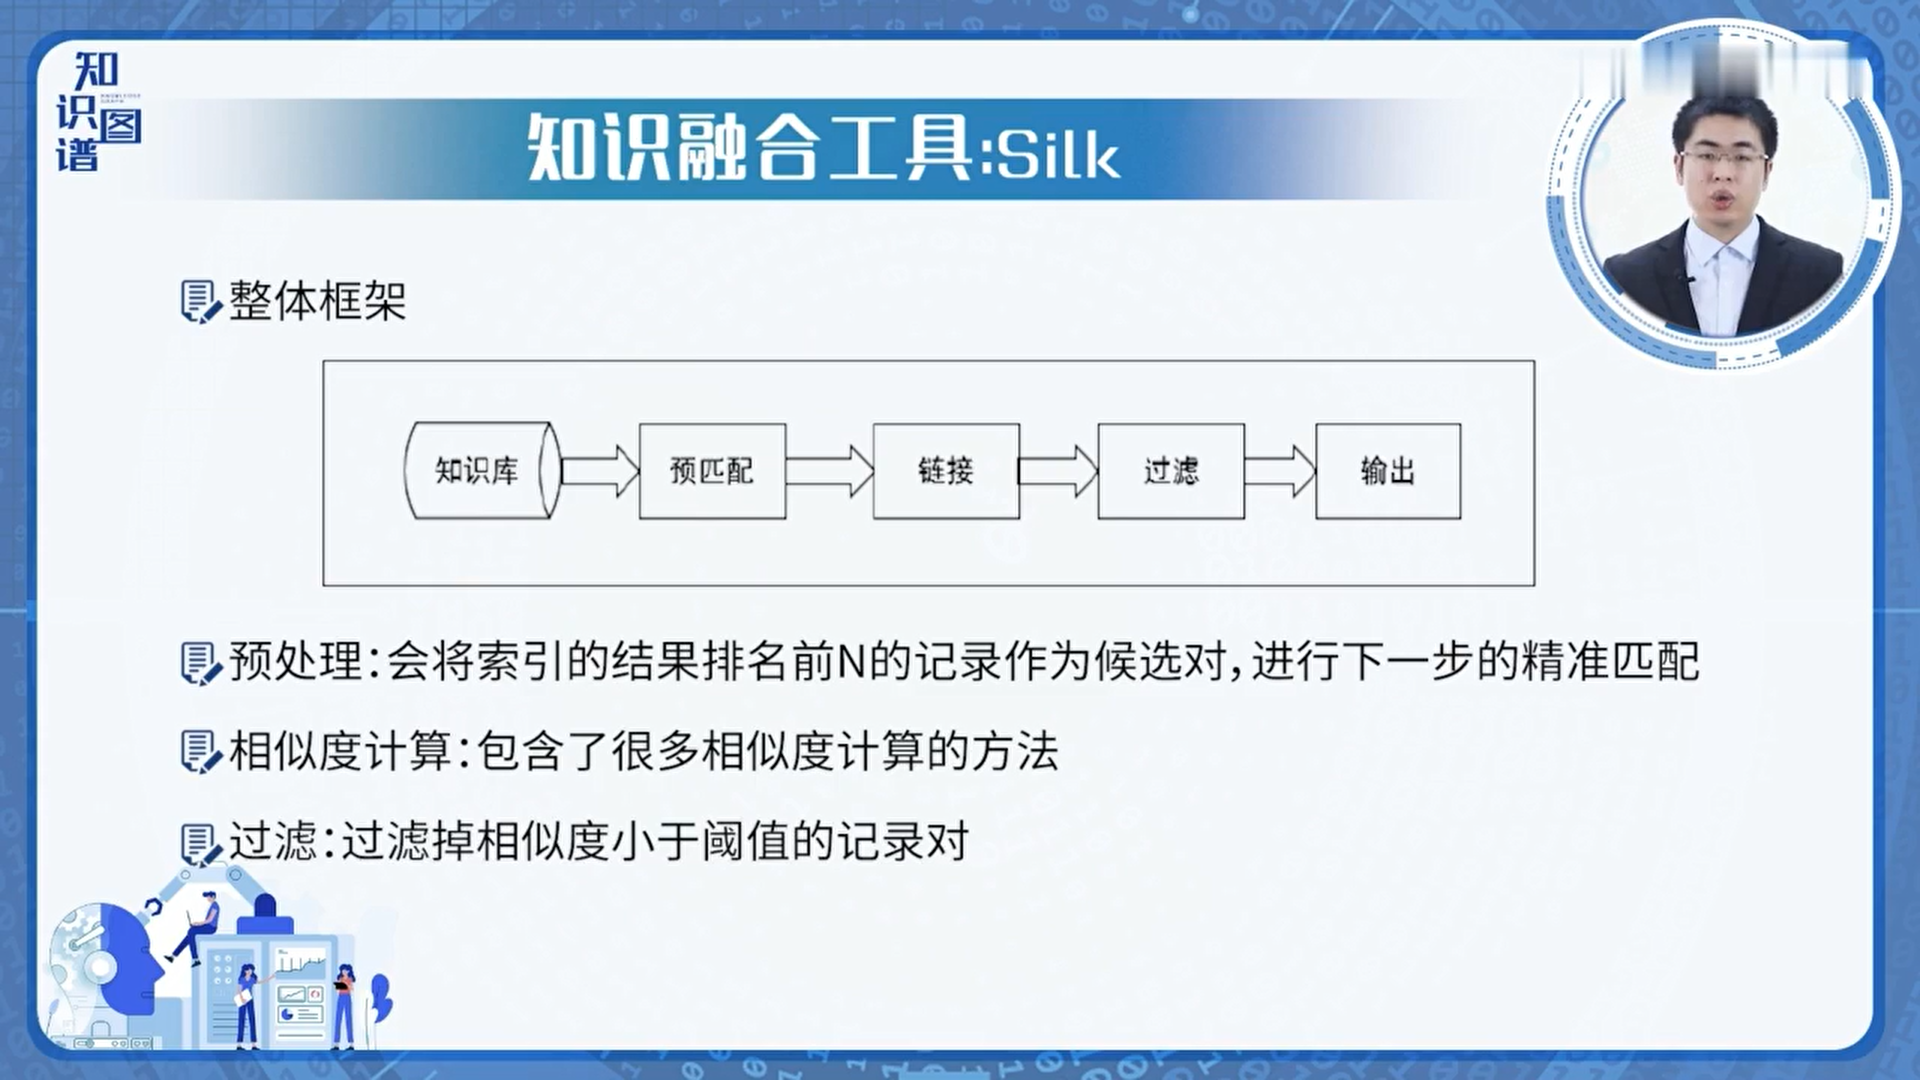 知识图谱
知识融合工具:Silk
整体框架
知识库 预匹配 链接 过滤 输出
预处理：会将索引的结果排名前N的记录作为候选对，进行下一步的精准匹配
相似度计算：包含了很多相似度计算的方法
过滤：过滤掉相似度小于阈值的记录对